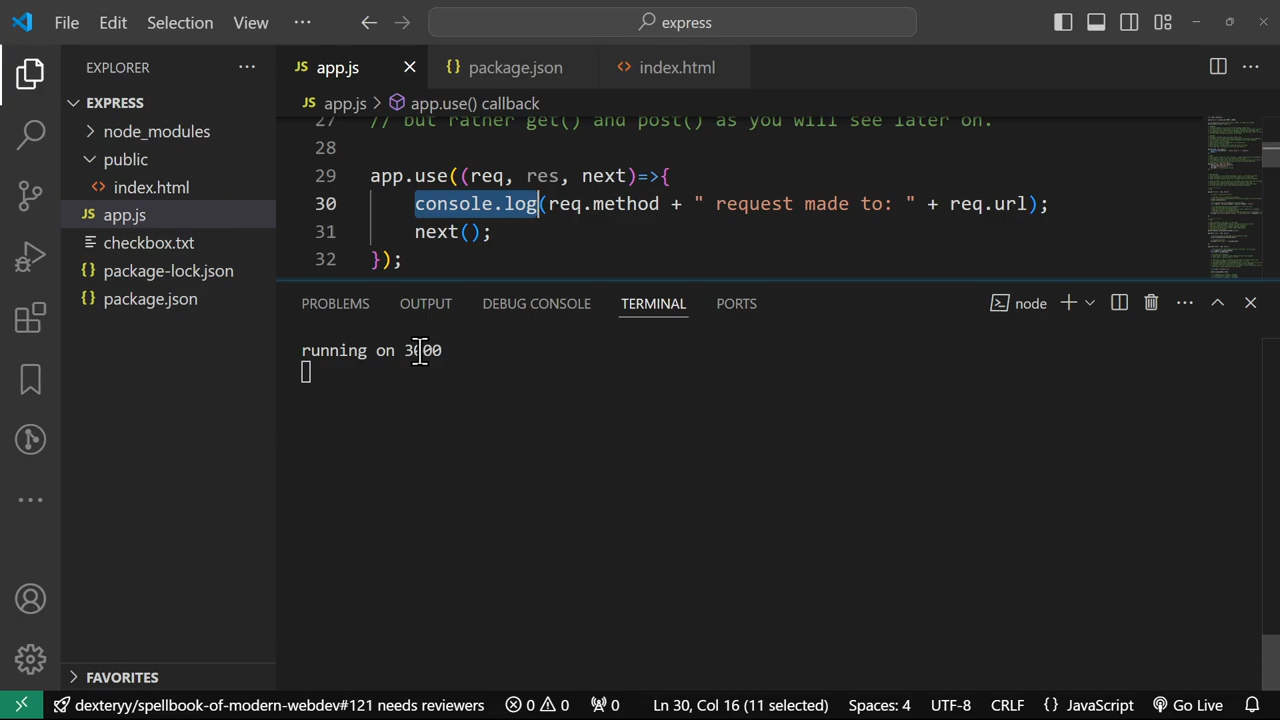 File Edit Selection View ··· express
EXPLORER ···
EXPRESS
node_modules
public
index.html
app.js
checkbox.txt
package-lock.json
package.json
FAVORITES
app.js package.json index.html
JS app.js > app.use() callback
27 // but rather get() and post() as you will see later on.
28
29 app.use((req, res, next)=>{
30 console.log(req.method + " request made to: " + req.url);
31 next();
32 });
PROBLEMS OUTPUT DEBUG CONSOLE TERMINAL PORTS node
running on 3000
dexteryy/spellbook-of-modern-webdev#121 needs reviewers 0 0 0 Ln 30, Col 16 (11 selected) Spaces: 4 UTF-8 CRLF {} JavaScript Go Live